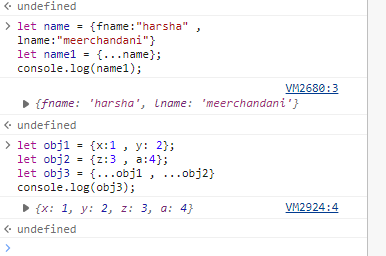 undefined
let name = {fname:"harsha" ,
lname:"meerchandani"}
let name1 = {...name};
console.log(name1);
VM2680:3
{fname: 'harsha', lname: 'meerchandani'}
undefined
let obj1 = {x:1 , y: 2};
let obj2 = {z:3 , a:4};
let obj3 = {...obj1 , ...obj2}
console.log(obj3);
{x: 1, y: 2, z: 3, a: 4} VM2924:4
undefined